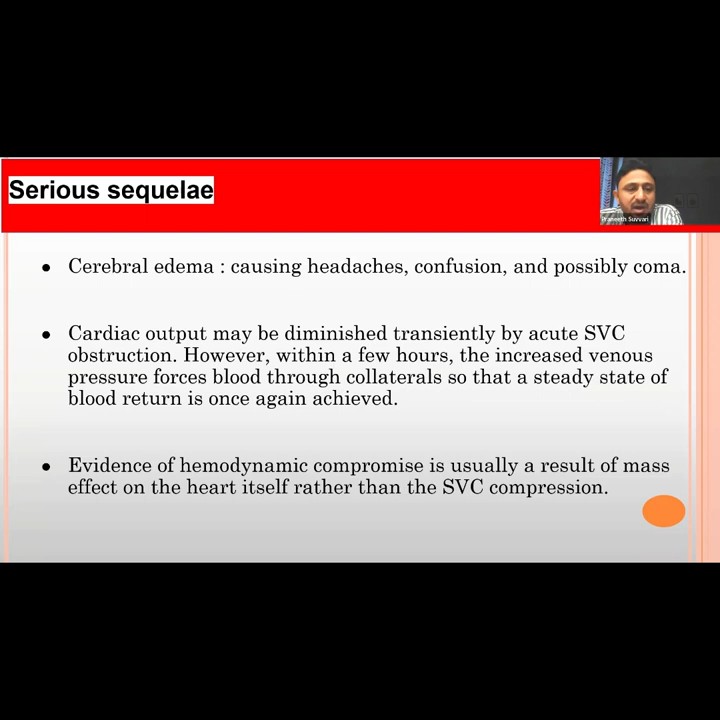 Serious sequelae
Praneeth Suvvari
● Cerebral edema : causing headaches, confusion, and possibly coma.
● Cardiac output may be diminished transiently by acute SVC
obstruction. However, within a few hours, the increased venous
pressure forces blood through collaterals so that a steady state of
blood return is once again achieved.
● Evidence of hemodynamic compromise is usually a result of mass
effect on the heart itself rather than the SVC compression.